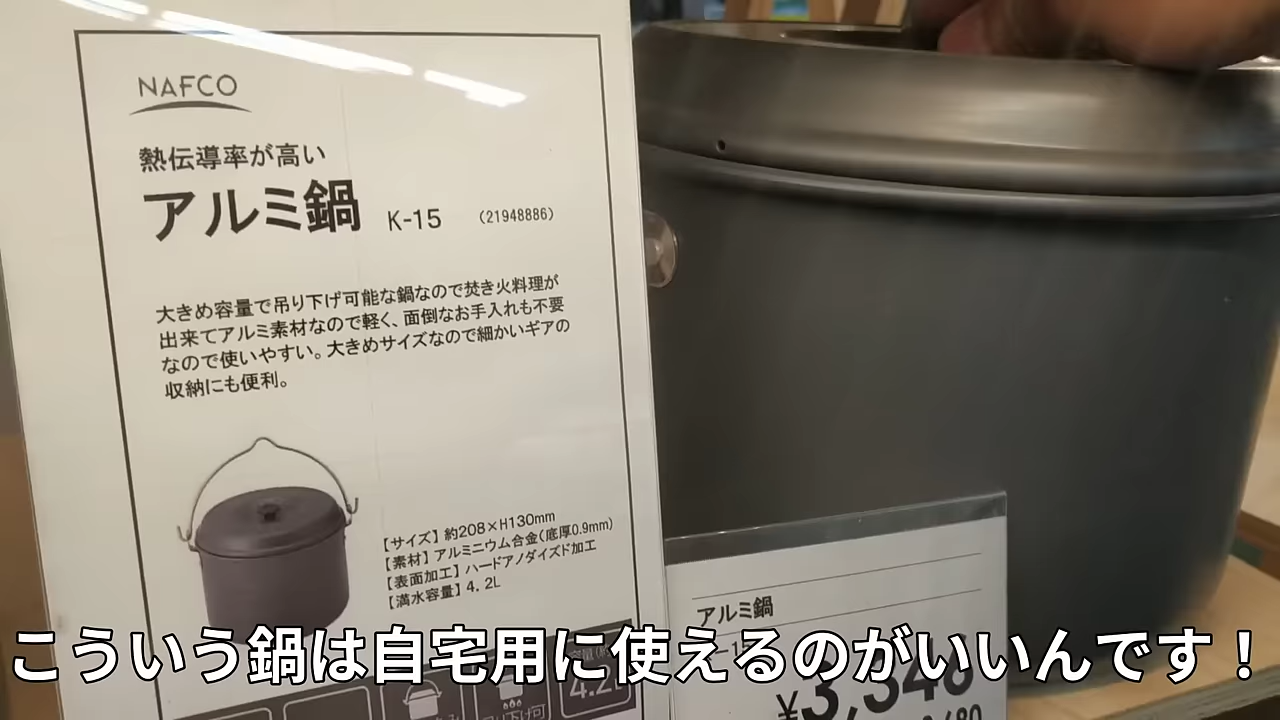 NAFCO
熱伝導率が高い
アルミ鍋 K-15 (21948886)
大きめ容量で吊り下げ可能な鍋なので焚き火料理が
出来てアルミ素材なので軽く、面倒なお手入れも不要
なので使いやすい。大きめサイズなので細かいギアの
収納にも便利。
【サイズ】約208×H130mm
【素材】アルミニウム合金(底厚0.9mm)
【表面加工】ハードアノダイズド加工
【満水容量】4.2L
4.2L
アルミ鍋
¥3,348
こういう鍋は自宅用に使えるのがいいんです！